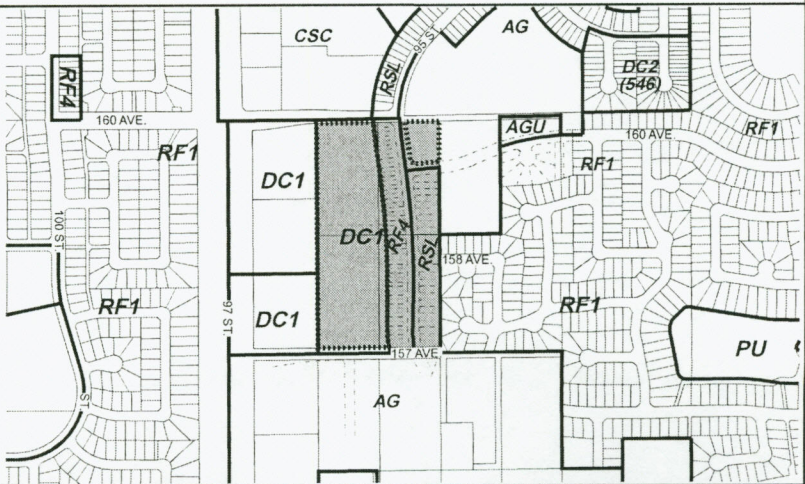 CSC
95 ST.
AG
RSL
DC2
(546)
RF4
160 AVE.
AGU
160 AVE.
RF1
RF1
RF1
DC1
100 ST.
DC1
RF4
RSL
158 AVE.
RF1
RF1
97 ST.
DC1
157 AVE
PU
AG
ST.